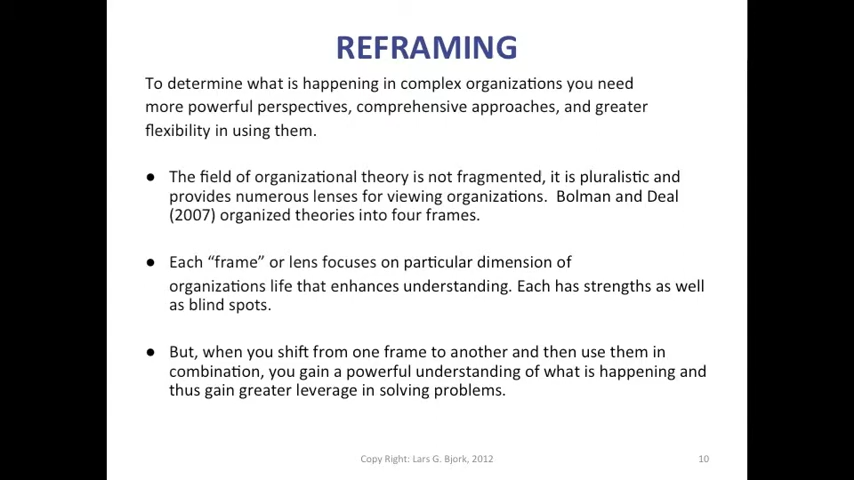 REFRAMING
To determine what is happening in complex organizations you need
more powerful perspectives, comprehensive approaches, and greater
flexibility in using them.
● The field of organizational theory is not fragmented, it is pluralistic and
provides numerous lenses for viewing organizations. Bolman and Deal
(2007) organized theories into four frames.
● Each “frame” or lens focuses on particular dimension of
organizations life that enhances understanding. Each has strengths as well
as blind spots.
● But, when you shift from one frame to another and then use them in
combination, you gain a powerful understanding of what is happening and
thus gain greater leverage in solving problems.
Copy Right: Lars G. Bjork, 2012 10